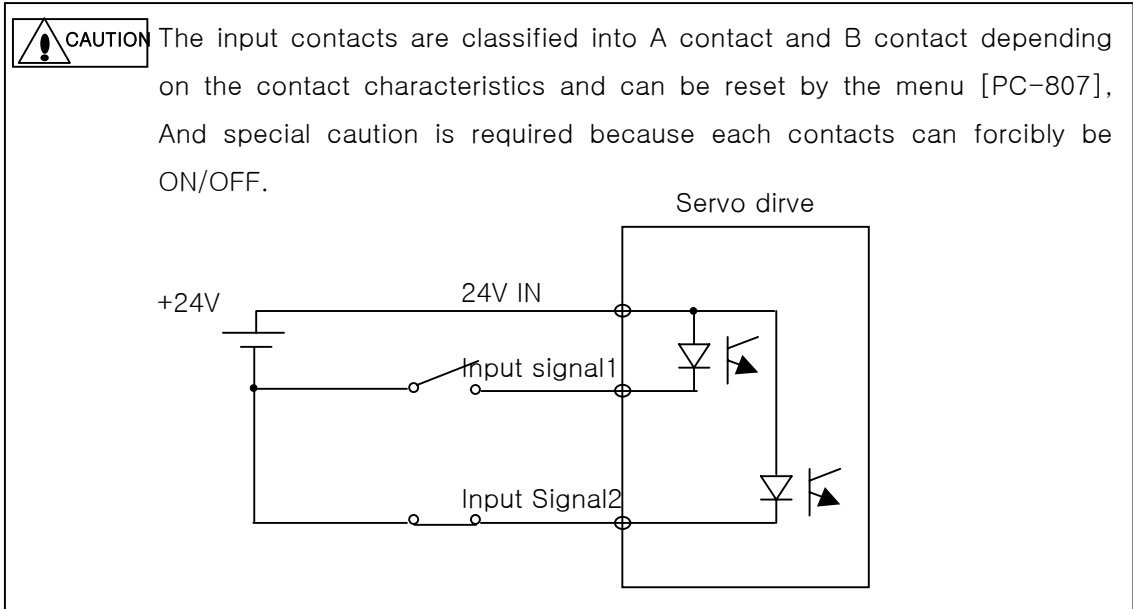 CAUTION The input contacts are classified into A contact and B contact depending
on the contact characteristics and can be reset by the menu [PC-807],
And special caution is required because each contacts can forcibly be
ON/OFF.
Servo dirve
+24V
24V IN
Input signal1
Input Signal2